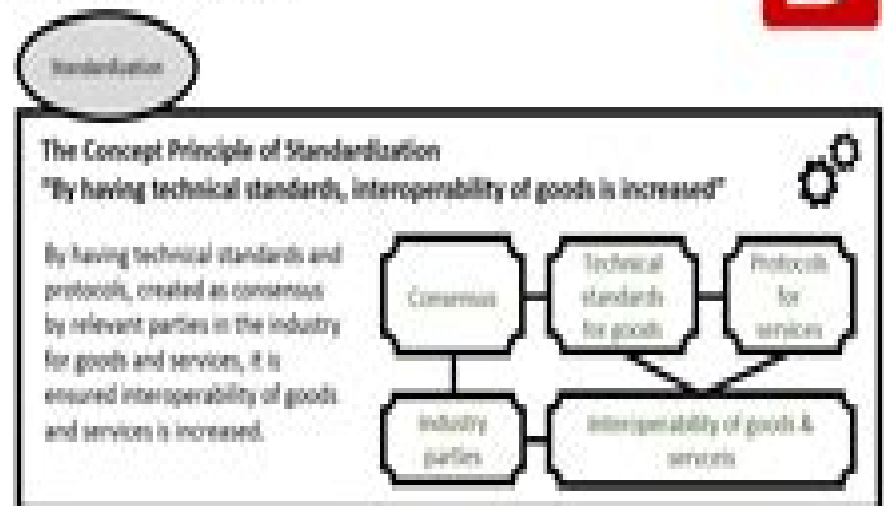 Standardization
The Concept Principle of Standardization
"By having technical standards, interoperability of goods is increased"
By having technical standards and
protocols, created as consensus
by relevant parties in the industry
for goods and services, it is
ensured interoperability of goods
and services is increased.
Consensus
Technical
standards
for goods
Protocols
for
services
Industry
parties
Interoperability of goods &
services